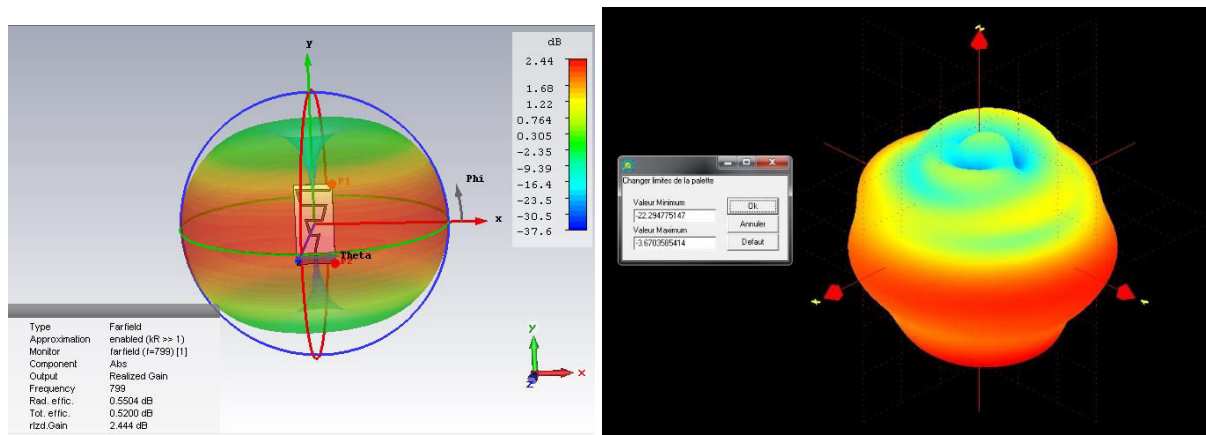 y
dB
2.44
1.68
1.22
0.764
0.305
-2.35
-9.39
-16.4
-23.5
-30.5
-37.6
P1
Phi
x
Theta
P2
Type Farfield
Approximation enabled (kR >> 1)
Monitor farfield (f=799) [1]
Component Abs
Output Realized Gain
Frequency 799
Rad. effic. 0.5504 dB
Tot. effic. 0.5200 dB
rlzd.Gain 2.444 dB
y
x
z
Changer limites de la palette
Valeur Minimum
-22.294775147
Valeur Maximum
-3.6703585414
Ok
Annuler
Defaut